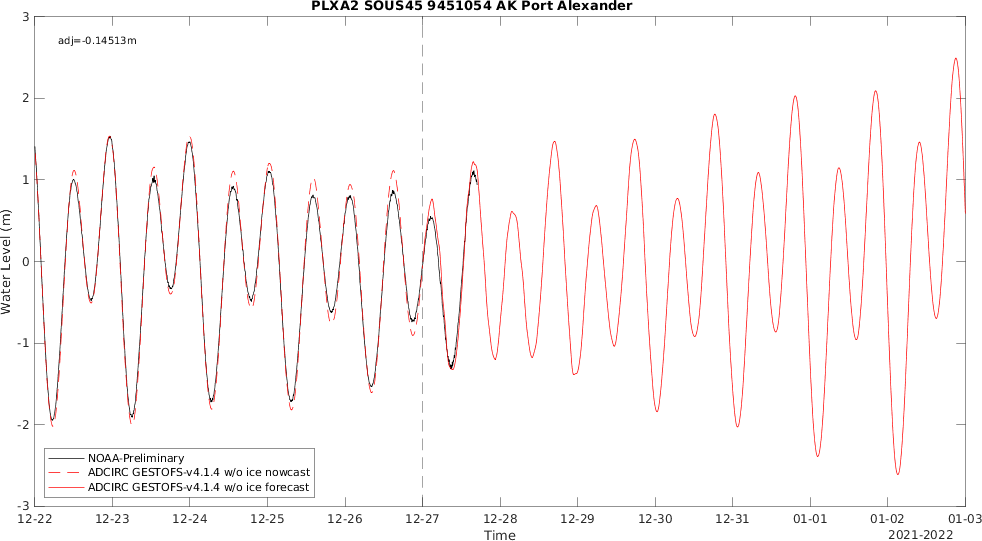 PLXA2 SOUS45 9451054 AK Port Alexander
adj=-0.14513m
3
2
1
0
-1
-2
-3
Water Level (m)
NOAA-Preliminary
ADCIRC GESTOFS-v4.1.4 w/o ice nowcast
ADCIRC GESTOFS-v4.1.4 w/o ice forecast
12-22 12-23 12-24 12-25 12-26 12-27 12-28 12-29 12-30 12-31 01-01 01-02 01-03
Time
2021-2022